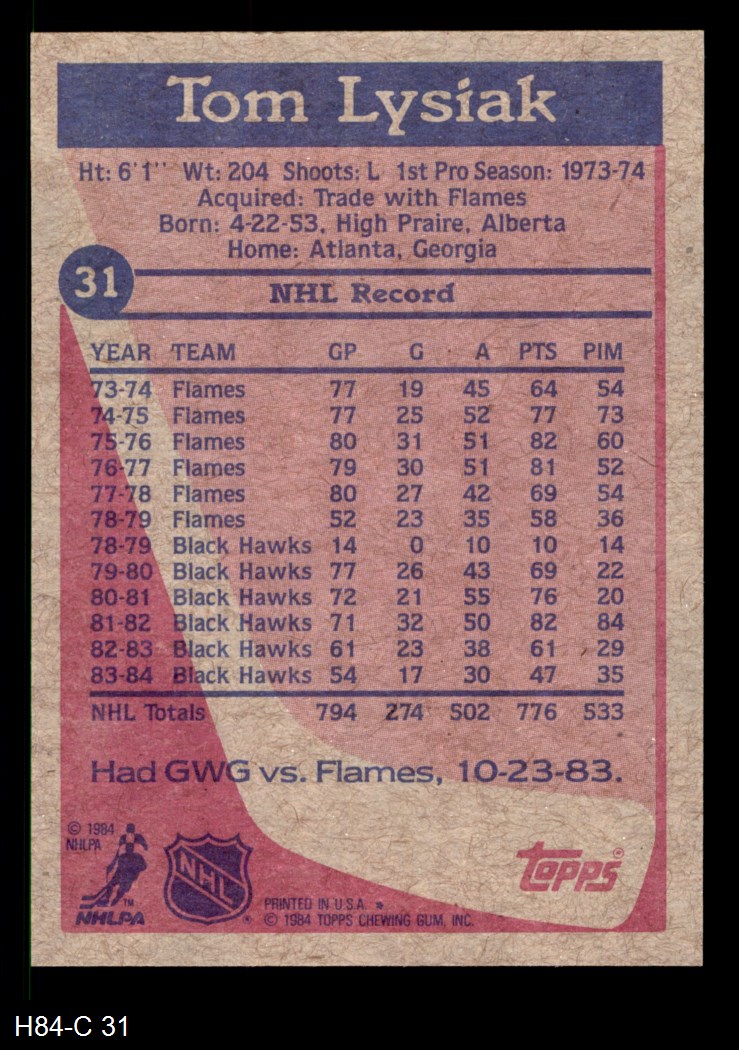 Tom Lysiak
Ht: 6'1'' Wt: 204 Shoots: L 1st Pro Season: 1973-74
Acquired: Trade with Flames
Born: 4-22-53, High Praire, Alberta
Home: Atlanta, Georgia
31
NHL Record
YEAR TEAM GP G A PTS PIM
73-74 Flames 77 19 45 64 54
74-75 Flames 77 25 52 77 73
75-76 Flames 80 31 51 82 60
76-77 Flames 79 30 51 81 52
77-78 Flames 80 27 42 69 54
78-79 Flames 52 23 35 58 36
78-79 Black Hawks 14 0 10 10 14
79-80 Black Hawks 77 26 43 69 22
80-81 Black Hawks 72 21 55 76 20
81-82 Black Hawks 71 32 50 82 84
82-83 Black Hawks 61 23 38 61 29
83-84 Black Hawks 54 17 30 47 35
NHL Totals 794 274 502 776 533
Had GWG vs. Flames, 10-23-83.
© 1984
NHLPA
TM
NHLPA
NHL ®
topps ®
PRINTED IN U.S.A. *
© 1984 TOPPS CHEWING GUM, INC.
H84-C 31